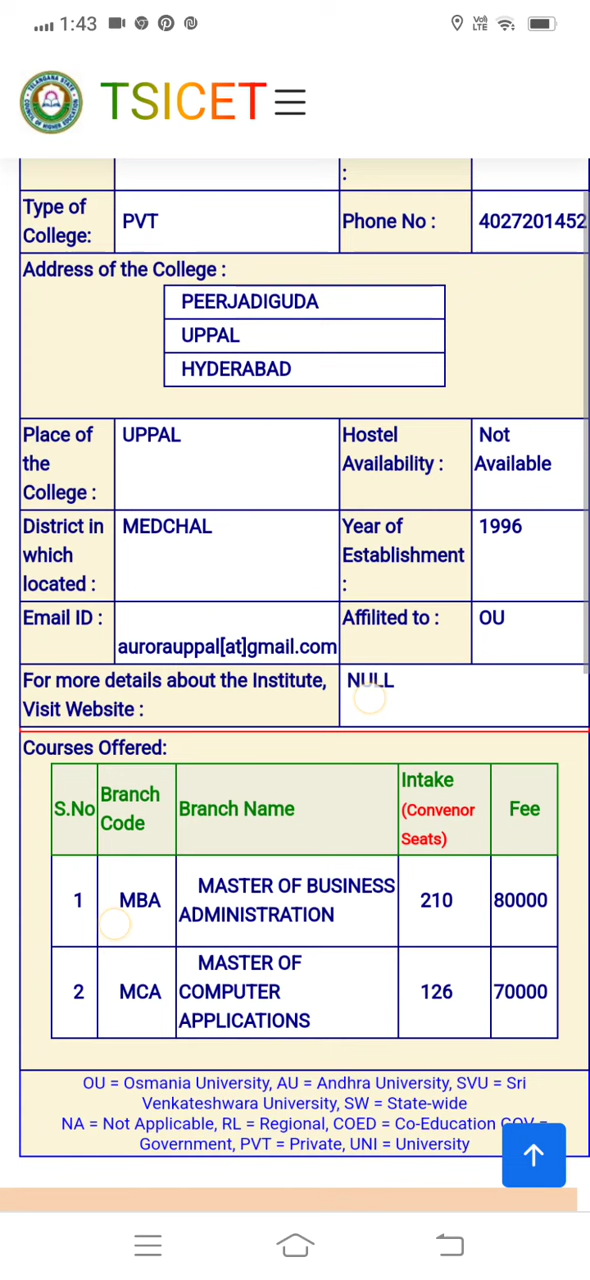 1:43
VoD LTE
TSICET
:
Type of College: PVT Phone No : 4027201452
Address of the College :
PEERJADIGUDA
UPPAL
HYDERABAD
Place of the College : UPPAL Hostel Availability : Not Available
District in which located : MEDCHAL Year of Establishment : 1996
Email ID : aurorauppal[at]gmail.com Affilited to : OU
For more details about the Institute, Visit Website : NULL
Courses Offered:
S.No Branch Code Branch Name Intake (Convenor Seats) Fee
1 MBA MASTER OF BUSINESS ADMINISTRATION 210 80000
2 MCA MASTER OF COMPUTER APPLICATIONS 126 70000
OU = Osmania University, AU = Andhra University, SVU = Sri
Venkateshwara University, SW = State-wide
NA = Not Applicable, RL = Regional, COED = Co-Education
Government, PVT = Private, UNI = University